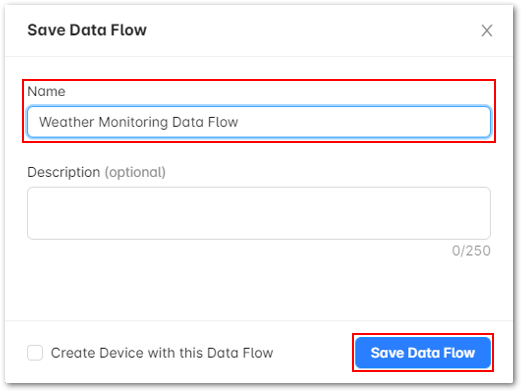 Save Data Flow
Name
Weather Monitoring Data Flow
Description (optional)
0/250
Create Device with this Data Flow
Save Data Flow